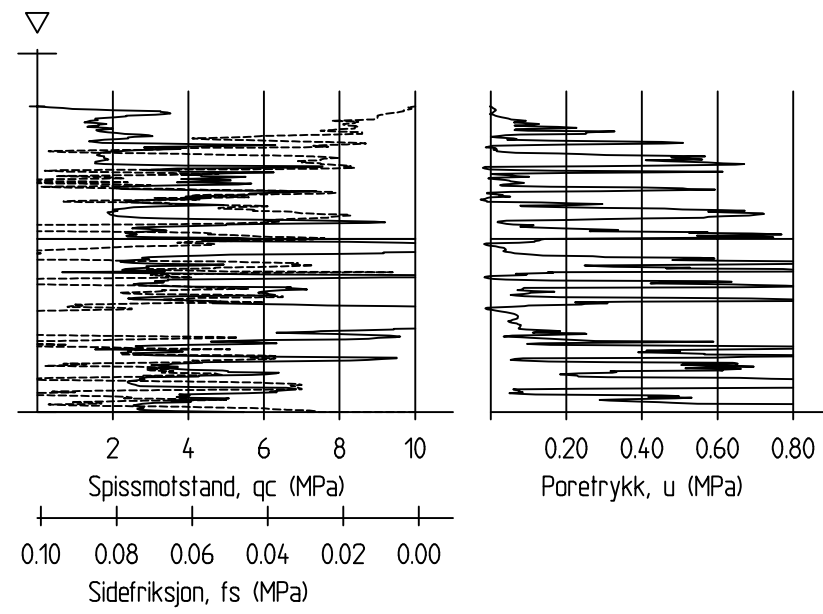 2 4 6 8 10
Spissmotstand, qc (MPa)
0.10 0.08 0.06 0.04 0.02 0.00
Sidefriksjon, fs (MPa)
0.20 0.40 0.60 0.80
Poretrykk, u (MPa)